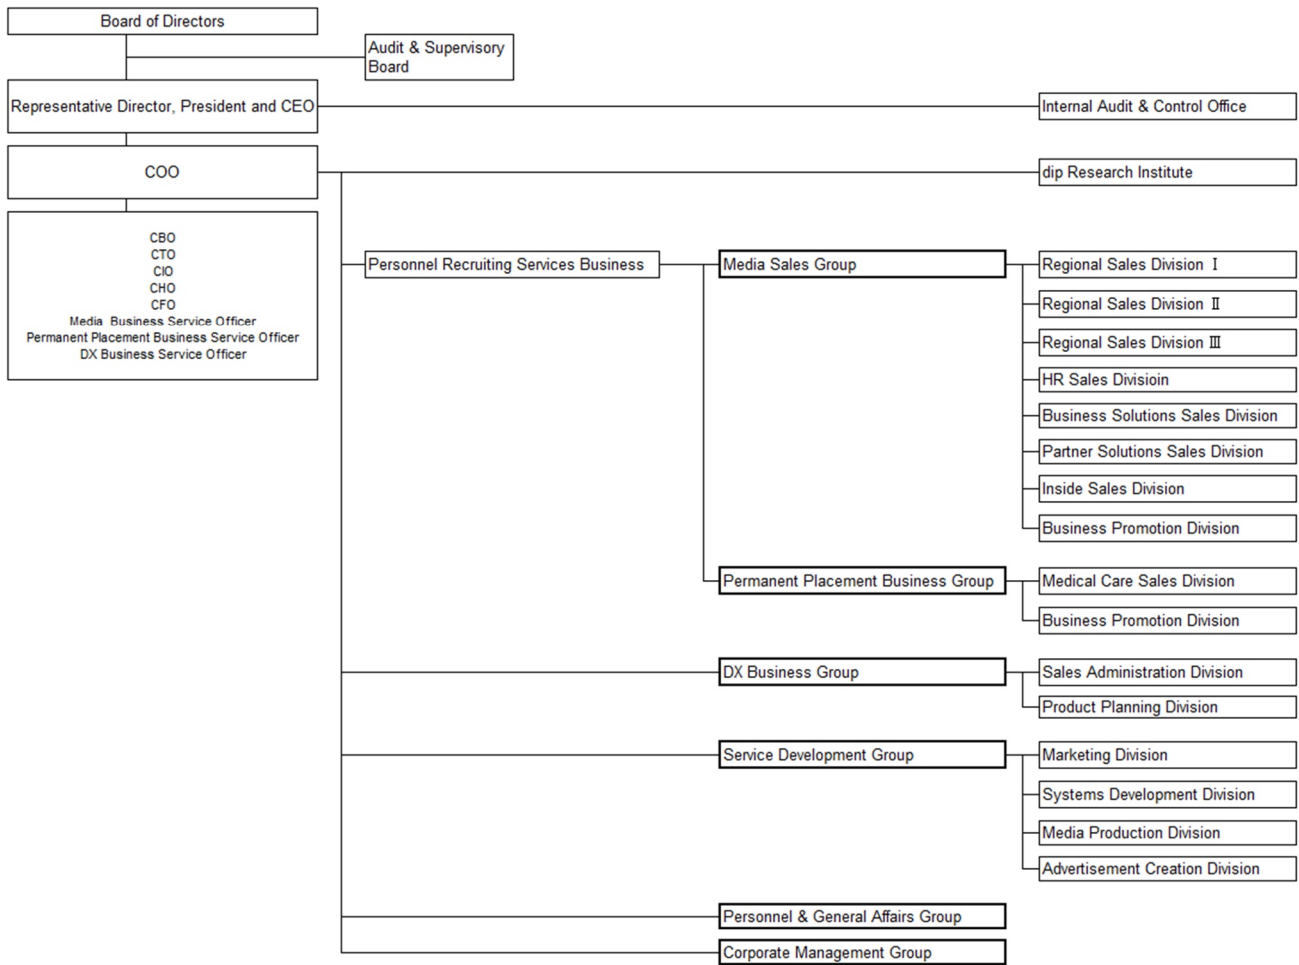 Board of Directors
Audit & Supervisory
Board
Representative Director, President and CEO
Internal Audit & Control Office
COO
dip Research Institute
CBO
CTO
CIO
CHO
CFO
Media Business Service Officer
Permanent Placement Business Service Officer
DX Business Service Officer
Personnel Recruiting Services Business
Media Sales Group
Regional Sales Division Ⅰ
Regional Sales Division Ⅱ
Regional Sales Division Ⅲ
HR Sales Divisioin
Business Solutions Sales Division
Partner Solutions Sales Division
Inside Sales Division
Business Promotion Division
Permanent Placement Business Group
Medical Care Sales Division
Business Promotion Division
DX Business Group
Sales Administration Division
Product Planning Division
Service Development Group
Marketing Division
Systems Development Division
Media Production Division
Advertisement Creation Division
Personnel & General Affairs Group
Corporate Management Group